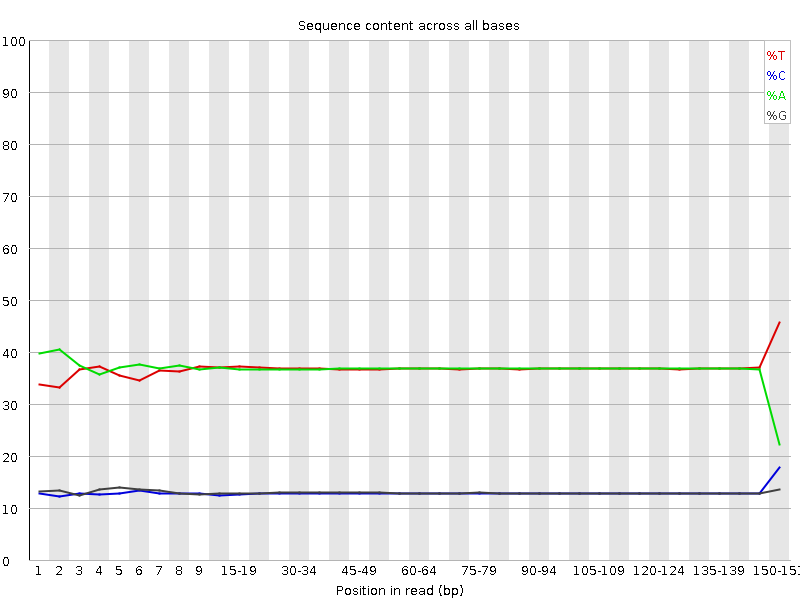 Sequence content across all bases
100
90
80
70
60
50
40
30
20
10
0
%T
%C
%A
%G
1 2 3 4 5 6 7 8 9 15-19 30-34 45-49 60-64 75-79 90-94 105-109 120-124 135-139 150-151
Position in read (bp)